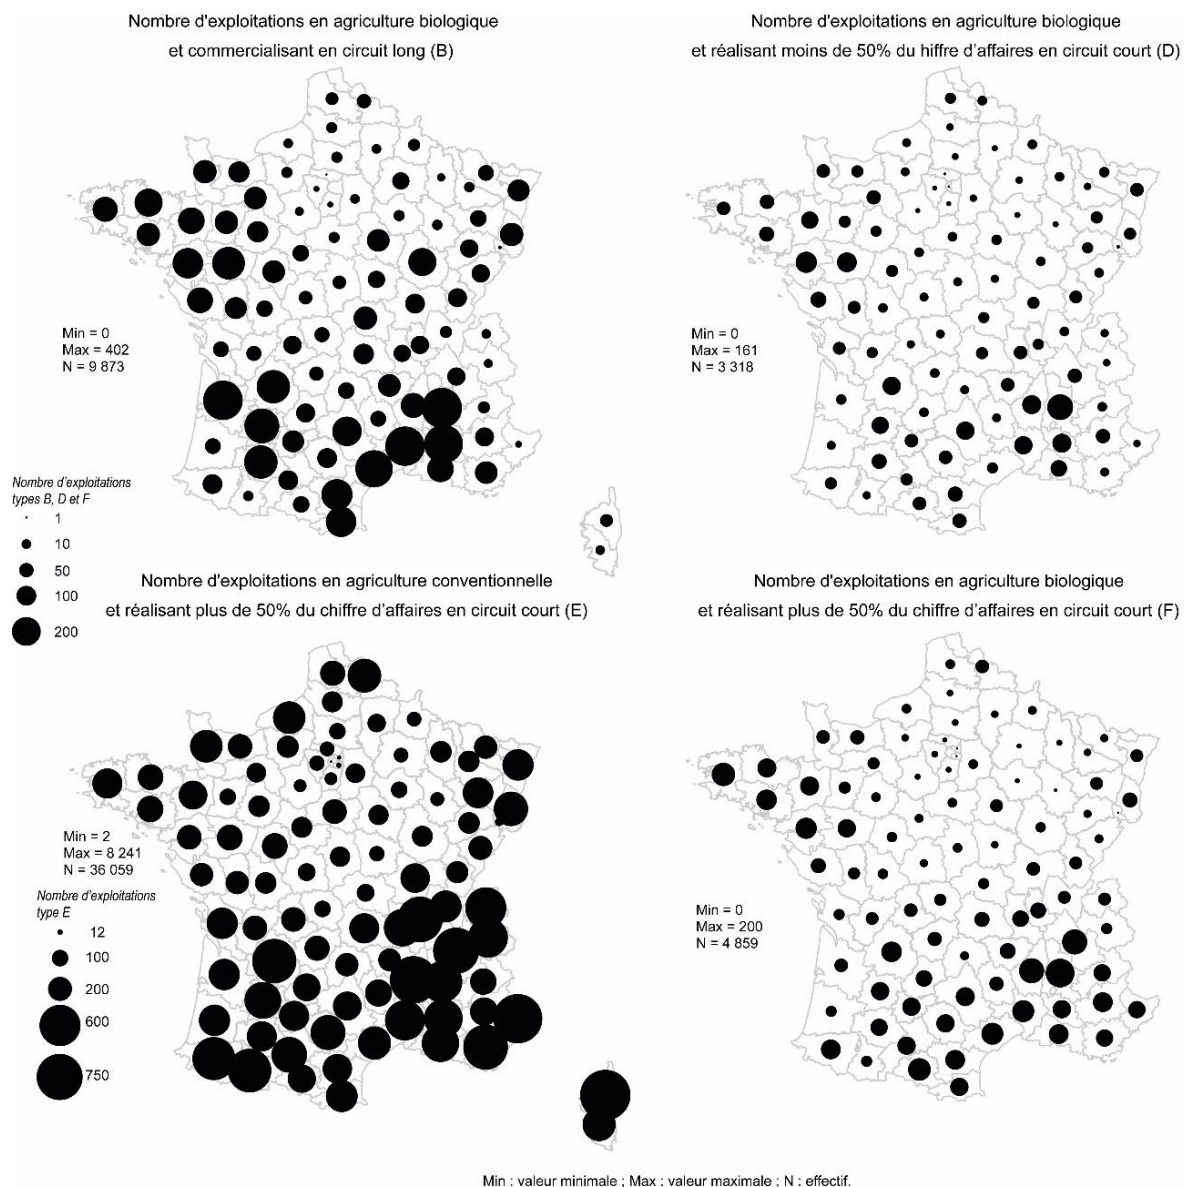 Nombre d'exploitations en agriculture biologique
et commercialisant en circuit long (B)
Nombre d'exploitations en agriculture biologique
et réalisant moins de 50% du hiffre d'affaires en circuit court (D)
Min = 0
Max = 402
N = 9 873
Min = 0
Max = 161
N = 3 318
Nombre d'exploitations
types B, D et F
1
10
50
100
200
Nombre d'exploitations en agriculture conventionnelle
et réalisant plus de 50% du chiffre d'affaires en circuit court (E)
Nombre d'exploitations en agriculture biologique
et réalisant plus de 50% du chiffre d'affaires en circuit court (F)
Min = 2
Max = 8 241
N = 36 059
Nombre d'exploitations
type E
12
100
200
600
750
Min = 0
Max = 200
N = 4 859
Min : valeur minimale ; Max : valeur maximale ; N : effectif.